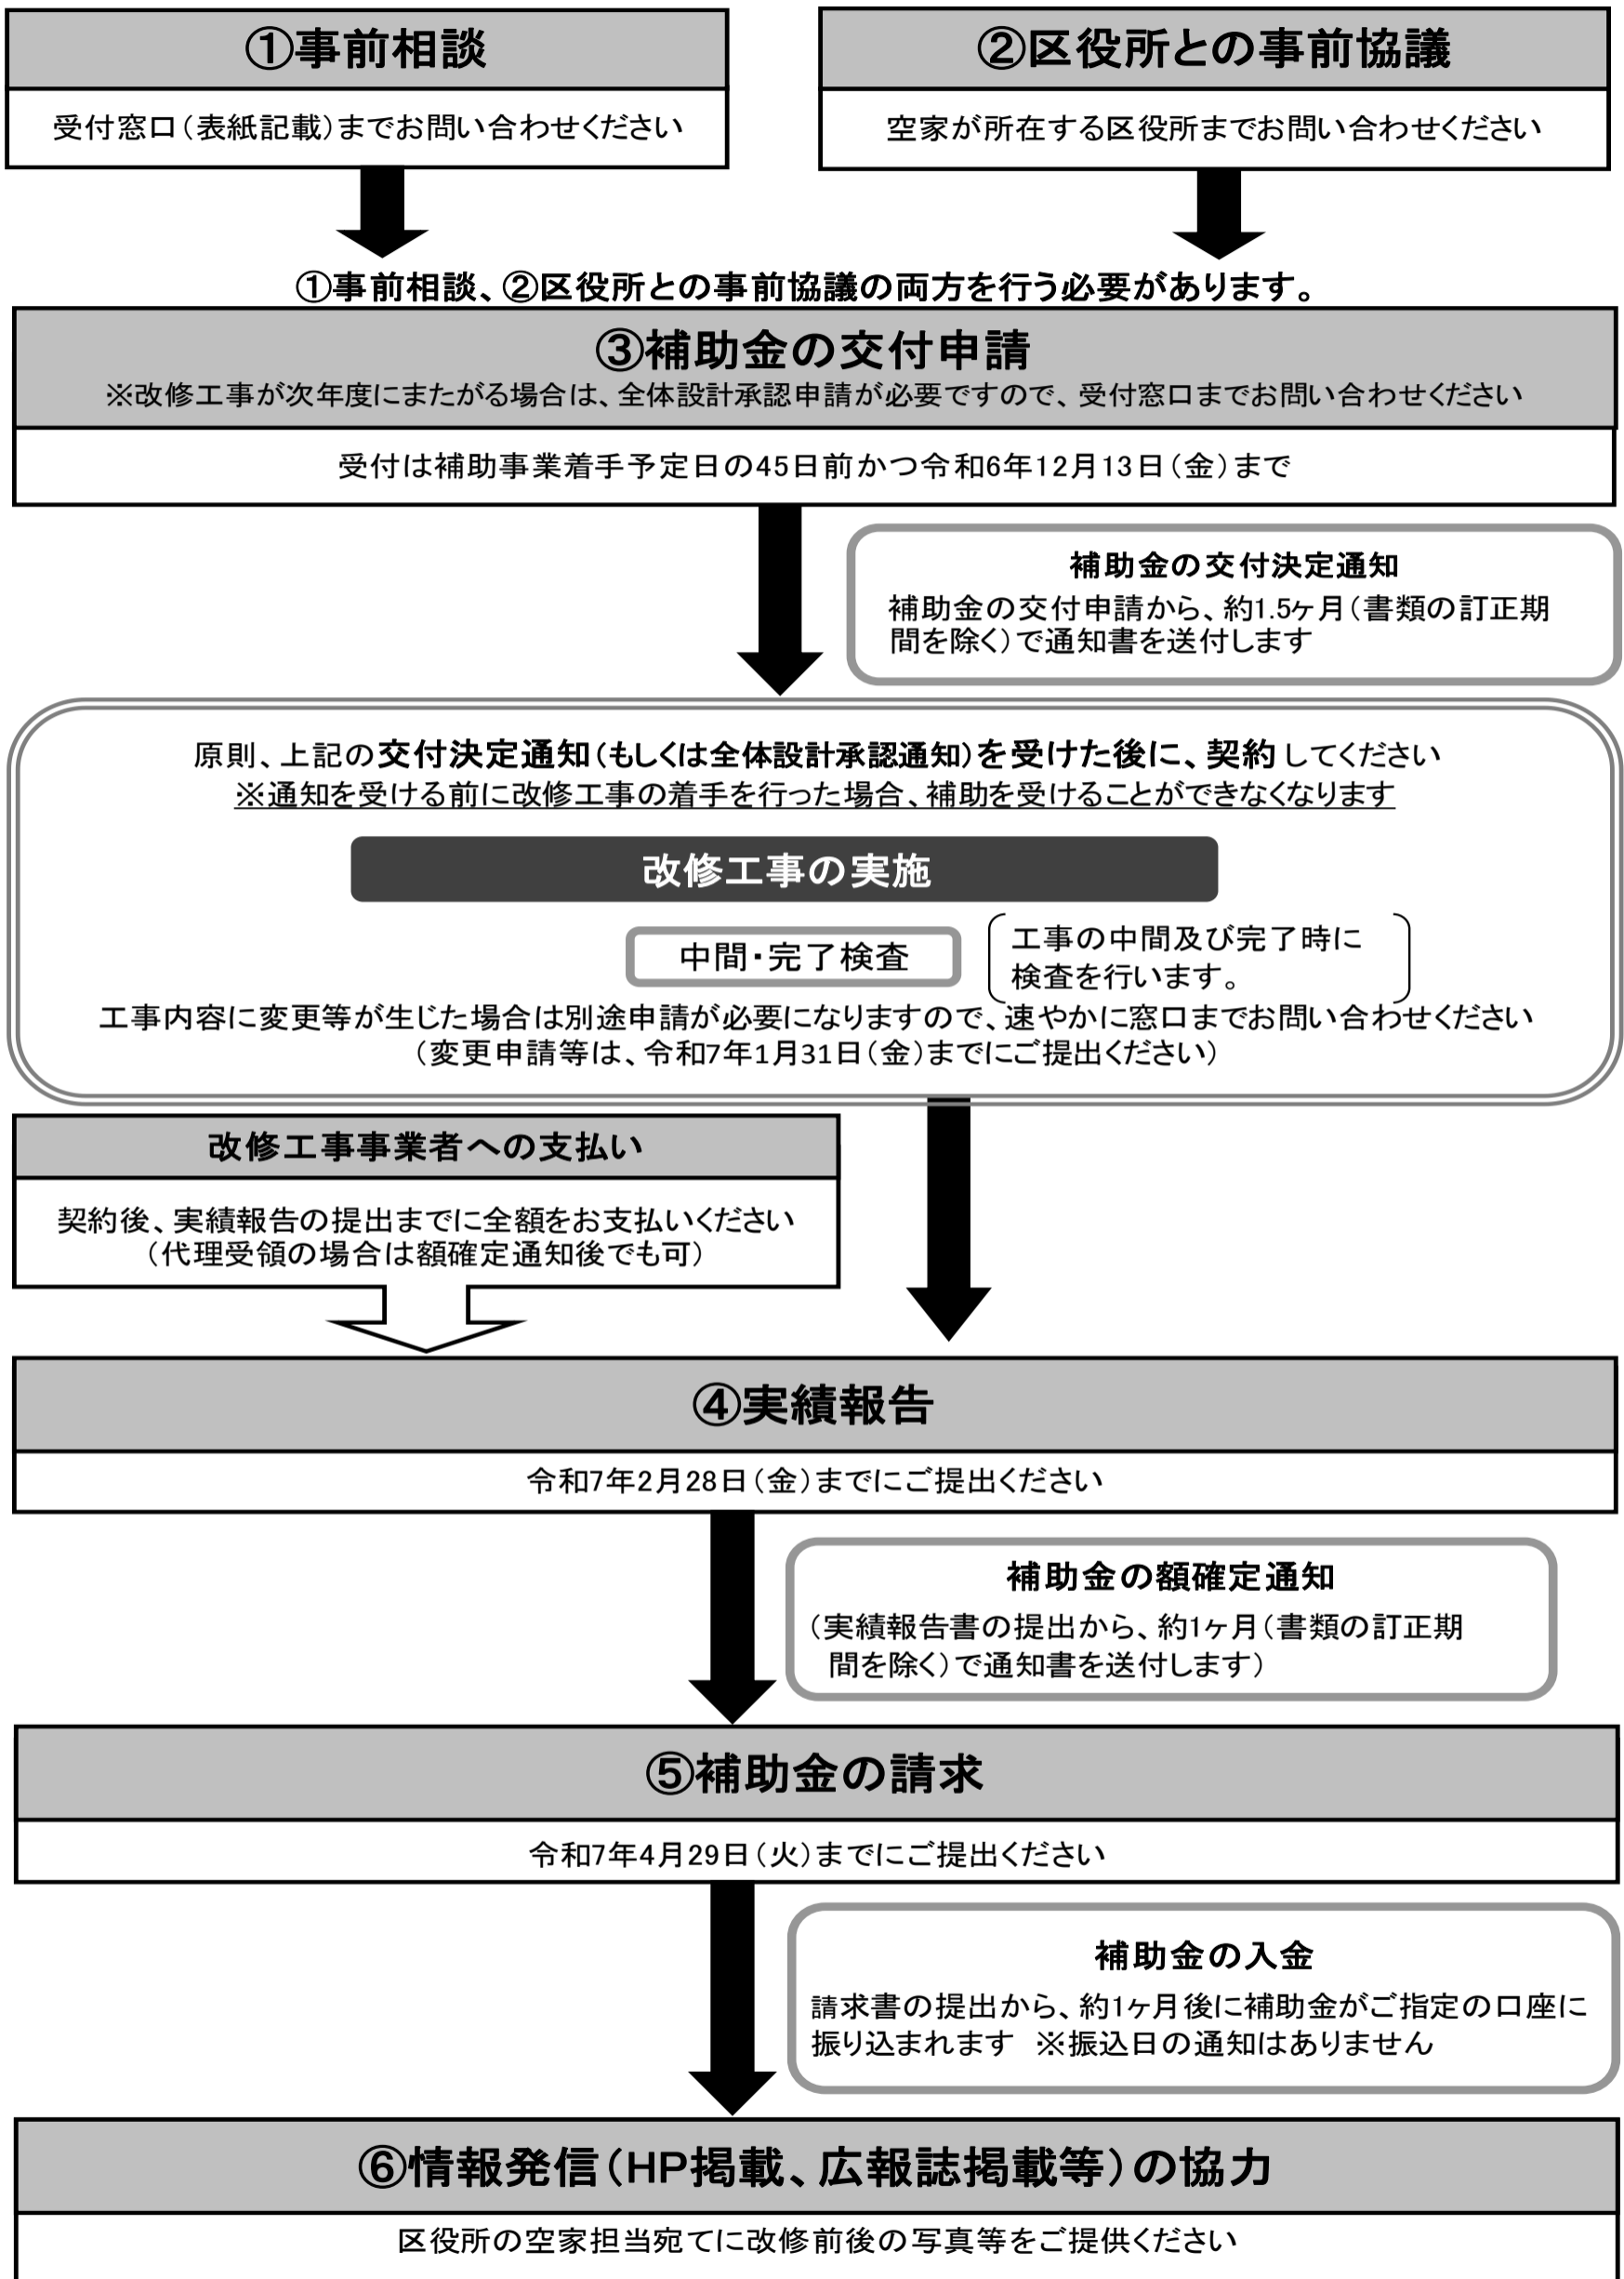 ①事前相談
受付窓口（表紙記載）までお問い合わせください
②区役所との事前協議
空家が所在する区役所までお問い合わせください
①事前相談、②区役所との事前協議の両方を行う必要があります。
③補助金の交付申請
※改修工事が次年度にまたがる場合は、全体設計承認申請が必要ですので、受付窓口までお問い合わせください
受付は補助事業着手予定日の45日前かつ令和6年12月13日（金）まで
補助金の交付決定通知
補助金の交付申請から、約1.5ヶ月（書類の訂正期
間を除く）で通知書を送付します
原則、上記の交付決定通知（もしくは全体設計承認通知）を受けた後に、契約してください
※通知を受ける前に改修工事の着手を行った場合、補助を受けることができなくなります
改修工事の実施
中間・完了検査
工事の中間及び完了時に
検査を行います。
工事内容に変更等が生じた場合は別途申請が必要になりますので、速やかに窓口までお問い合わせください
（変更申請等は、令和7年1月31日（金）までにご提出ください）
改修工事事業者への支払い
契約後、実績報告の提出までに全額をお支払いください
（代理受領の場合は額確定通知後でも可）
④実績報告
令和7年2月28日（金）までにご提出ください
補助金の額確定通知
（実績報告書の提出から、約1ヶ月（書類の訂正期
間を除く）で通知書を送付します）
⑤補助金の請求
令和7年4月29日（火）までにご提出ください
補助金の入金
請求書の提出から、約1ヶ月後に補助金がご指定の口座に
振り込まれます　※振込日の通知はありません
⑥情報発信（HP掲載、広報誌掲載等）の協力
区役所の空家担当宛てに改修前後の写真等をご提供ください